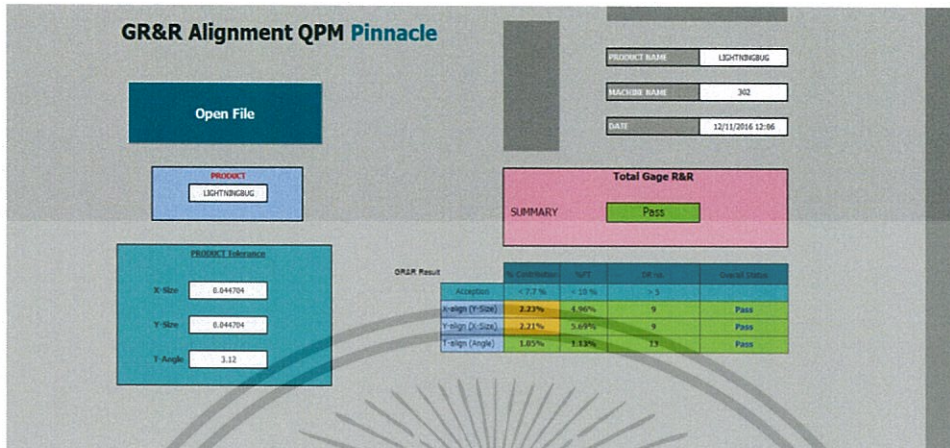 GR&R Alignment QPM Pinnacle
PRODUCT NAME LIGHTNINGBUG
MACHINE NAME 302
DATE 12/11/2016 12:06
Open File
PRODUCT
LIGHTNINGBUG
Total Gage R&R
SUMMARY Pass
PRODUCT Tolerance
X-Size 0.044704
Y-Size 0.044704
T-Angle 3.12
GR&R Result
% Contribution %PT DR no. Overall Status
Acception < 7.7 % < 10 % > 5
X-align (Y-Size) 2.23% 4.96% 9 Pass
Y-align (X-Size) 2.21% 5.69% 9 Pass
T-align (Angle) 1.05% 1.13% 13 Pass